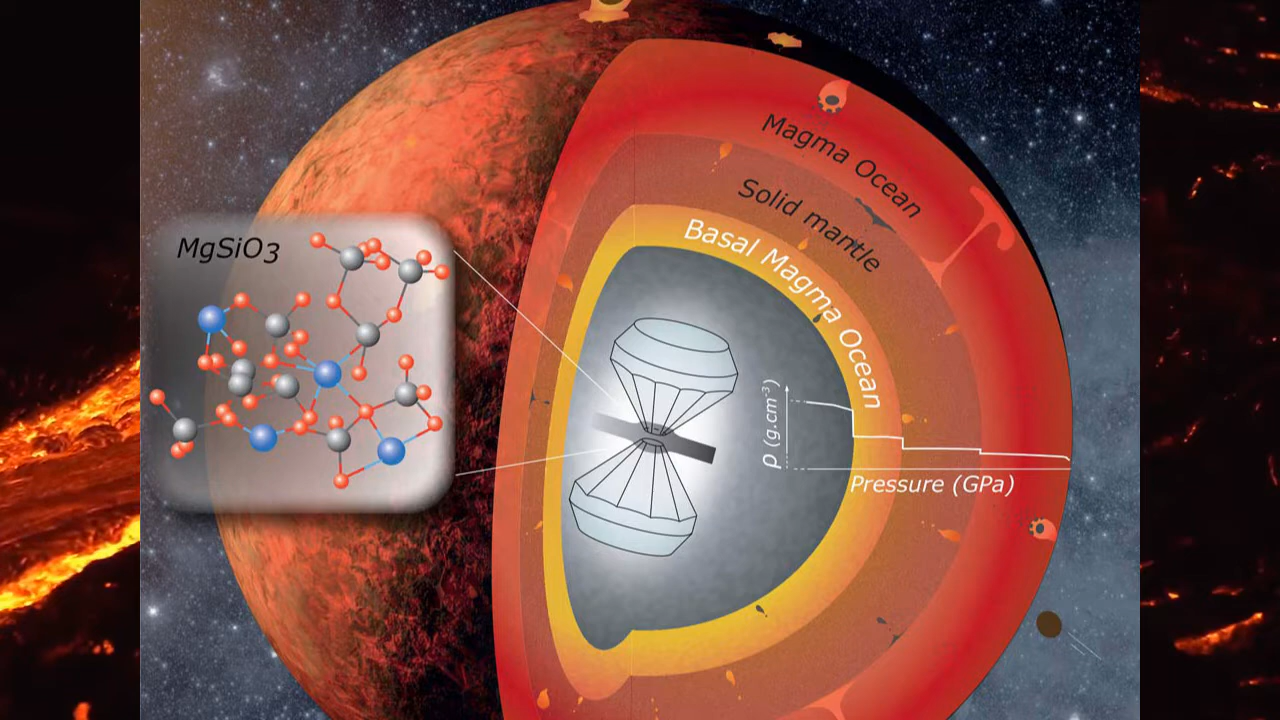 Magma Ocean
Solid mantle
Basal Magma Ocean
MgSiO3
ρ (g.cm⁻³)
Pressure (GPa)